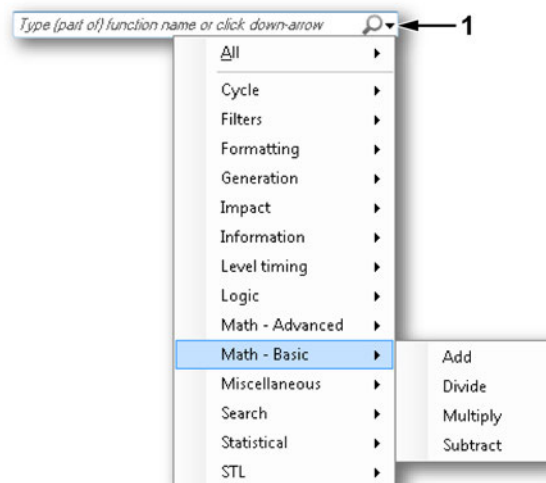 Type (part of) function name or click down-arrow
1
All
Cycle
Filters
Formatting
Generation
Impact
Information
Level timing
Logic
Math - Advanced
Math - Basic
Add
Divide
Multiply
Subtract
Miscellaneous
Search
Statistical
STL